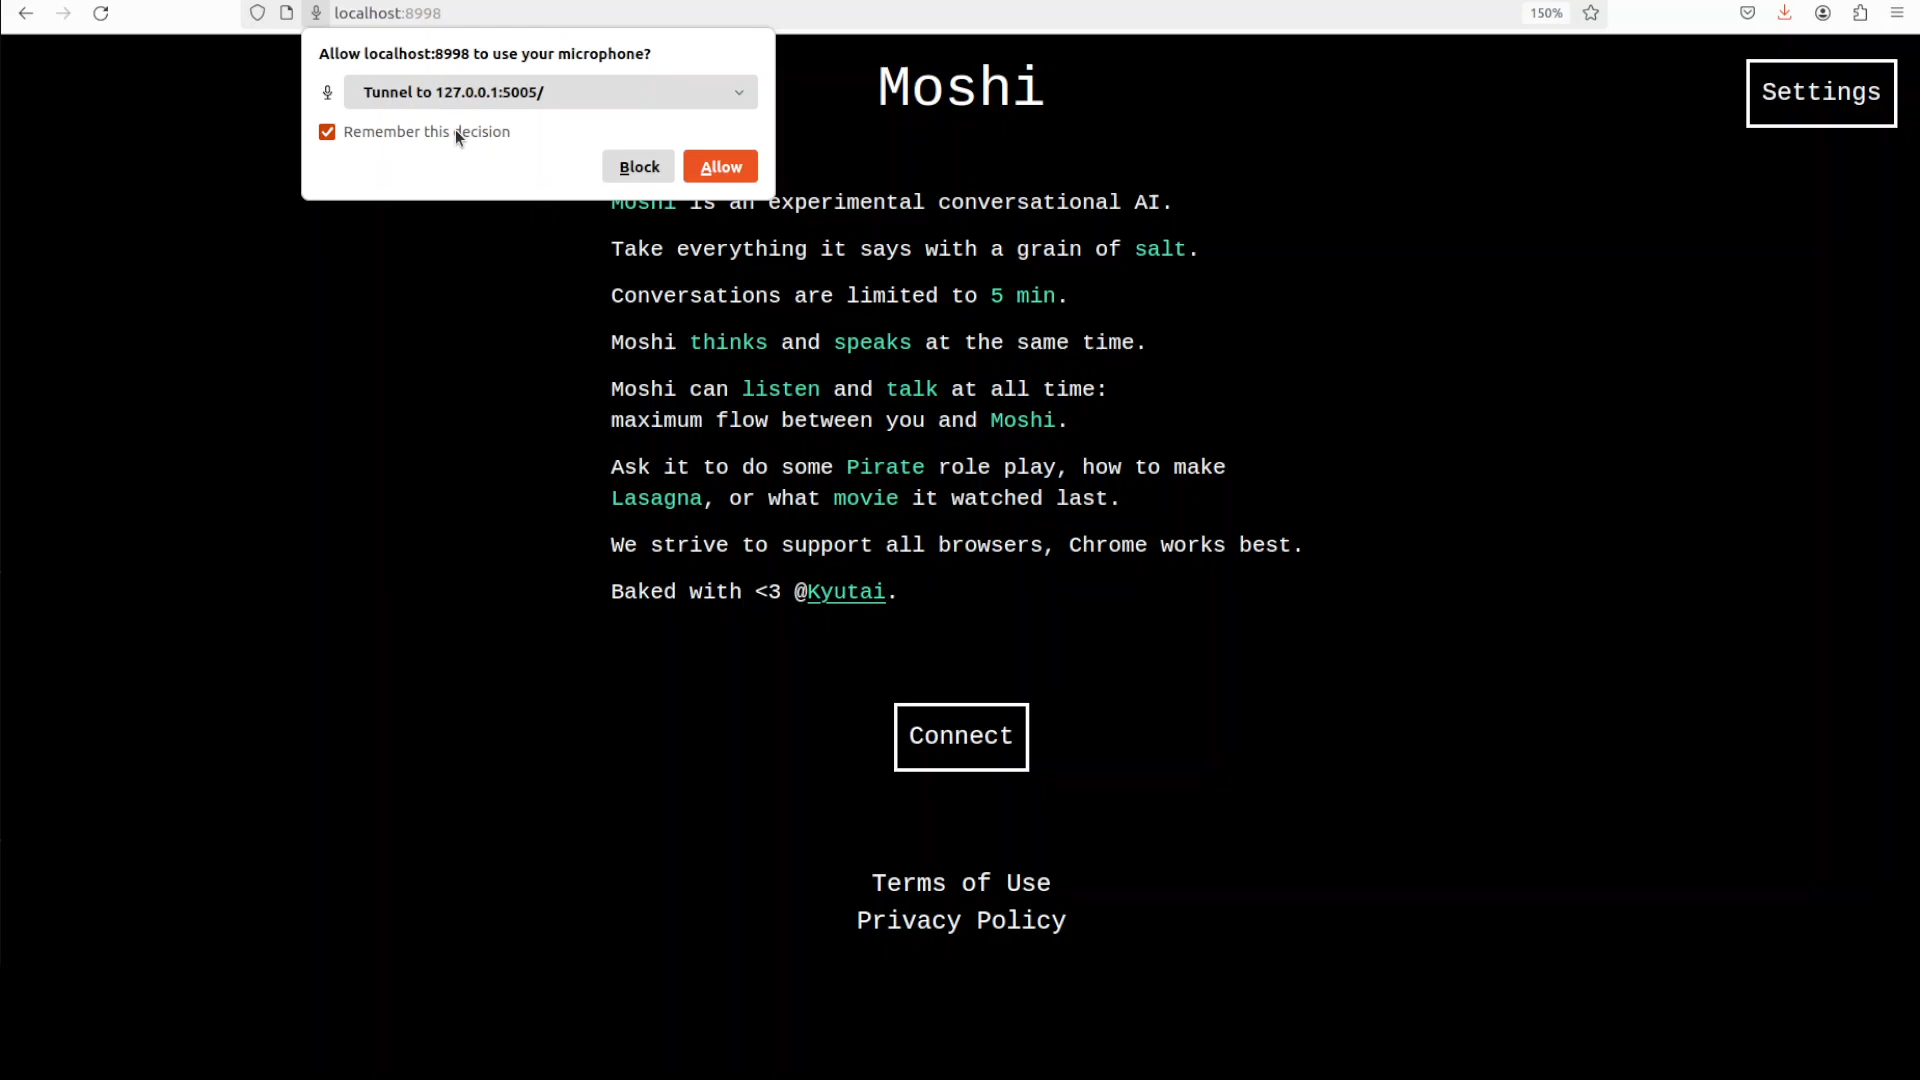 localhost:8998
150%
Allow localhost:8998 to use your microphone?
Tunnel to 127.0.0.1:5005/
Remember this decision
Block
Allow
Moshi
Settings
Moshi is an experimental conversational AI.
Take everything it says with a grain of salt.
Conversations are limited to 5 min.
Moshi thinks and speaks at the same time.
Moshi can listen and talk at all time:
maximum flow between you and Moshi.
Ask it to do some Pirate role play, how to make
Lasagna, or what movie it watched last.
We strive to support all browsers, Chrome works best.
Baked with <3 @Kyutai.
Connect
Terms of Use
Privacy Policy